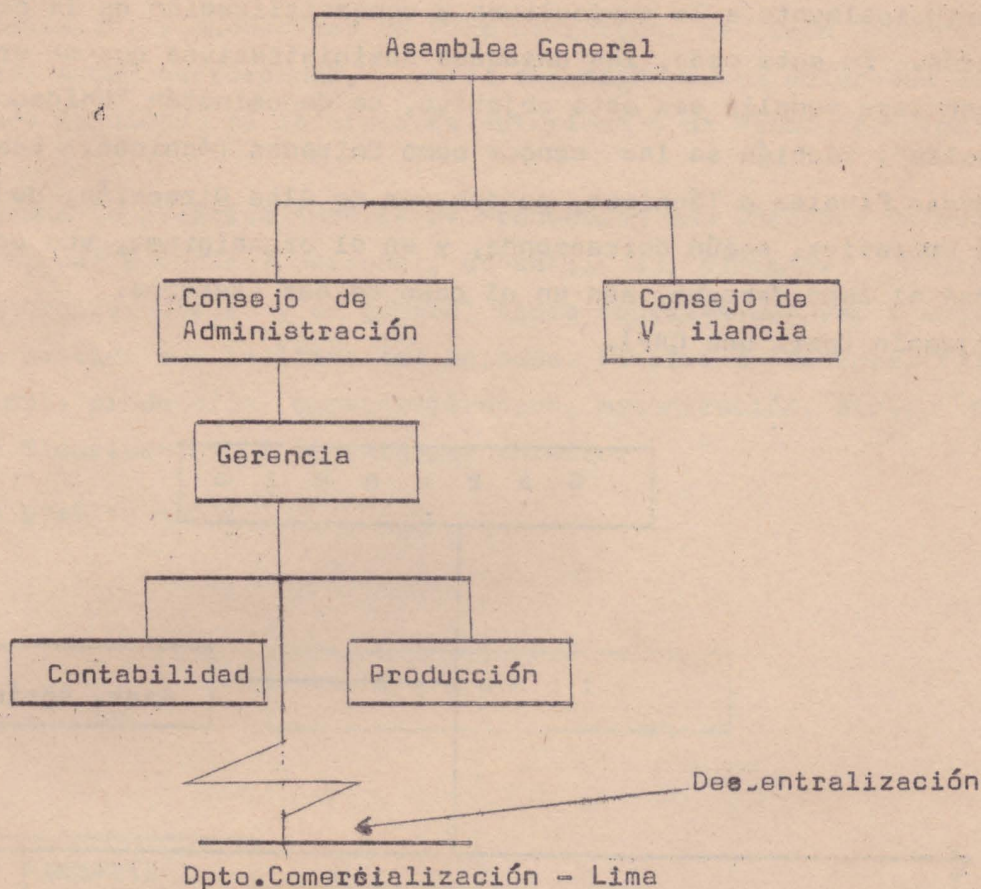 Asamblea General
Consejo de
Administración
Consejo de
V ilancia
Gerencia
Contabilidad
Producción
Des.entralización
Dpto.Comercialización - Lima